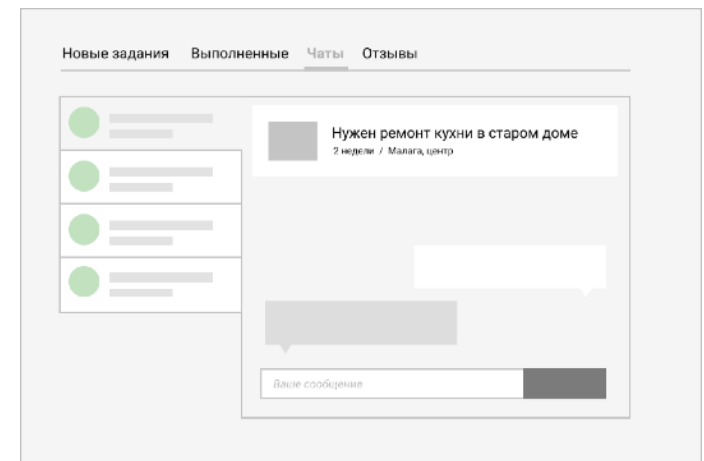 Новые задания Выполненные Чаты Отзывы
Нужен ремонт кухни в старом доме
2 недели / Малага, центр
Ваше сообщение